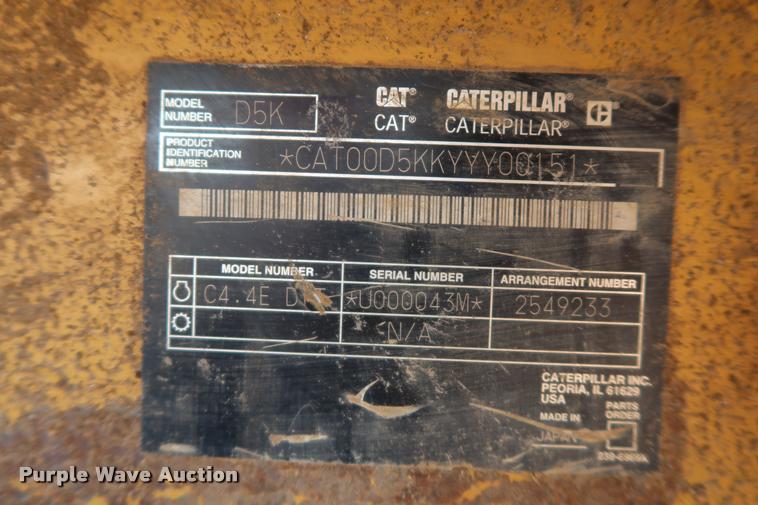 MODEL NUMBER D5K
CAT® CATERPILLAR®
CAT® CATERPILLAR®
PRODUCT IDENTIFICATION NUMBER *CAT00D5KKYYY00151*
MODEL NUMBER SERIAL NUMBER ARRANGEMENT NUMBER
C4.4E *U000043M* 2549233
N/A
CATERPILLAR INC.
PEORIA, IL 61629
USA
MADE IN PARTS ORDER
JAPAN
Purple Wave Auction